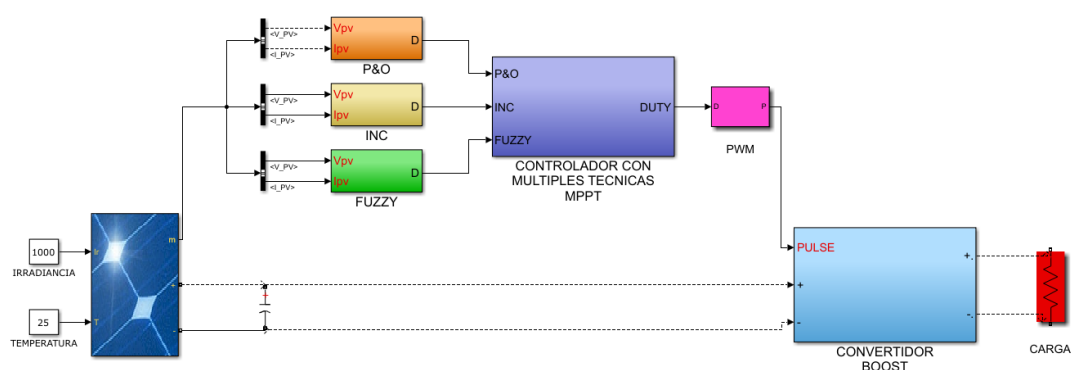 <V_PV>
<I_PV>
Vpv
Ipv
D
P&O
<V_PV>
<I_PV>
Vpv
Ipv
D
INC
<V_PV>
<I_PV>
Vpv
Ipv
D
FUZZY
P&O
INC
FUZZY
DUTY
CONTROLADOR CON
MULTIPLES TECNICAS
MPPT
D
P
PWM
1000
IRRADIANCIA
25
TEMPERATURA
Ir
T
m
+
-
+
PULSE
+
-
+
-
CONVERTIDOR
BOOST
CARGA